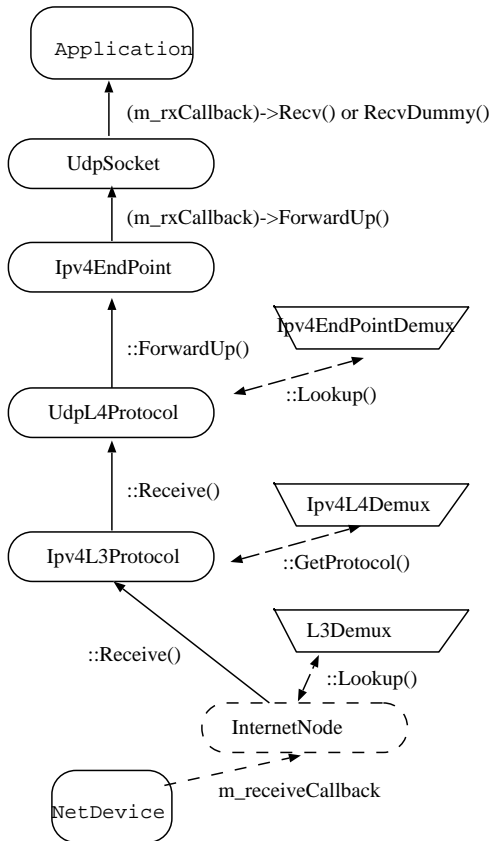 Application
(m_rxCallback)->Recv() or RecvDummy()
UdpSocket
(m_rxCallback)->ForwardUp()
Ipv4EndPoint
Ipv4EndPointDemux
::ForwardUp()
::Lookup()
UdpL4Protocol
::Receive()
Ipv4L4Demux
Ipv4L3Protocol
::GetProtocol()
L3Demux
::Receive()
::Lookup()
InternetNode
m_receiveCallback
NetDevice